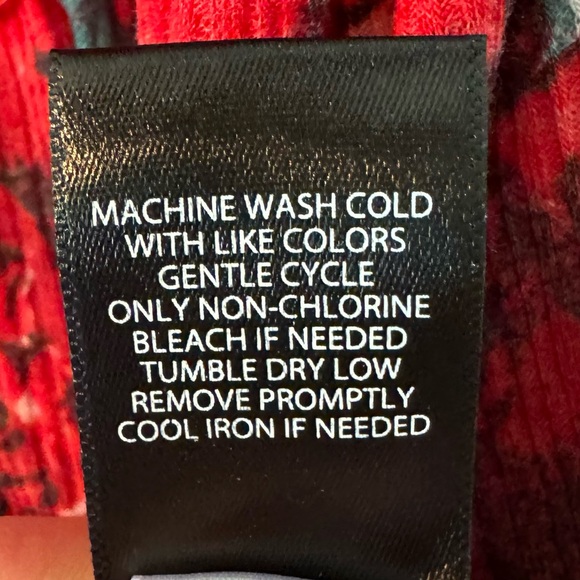 MACHINE WASH COLD
WITH LIKE COLORS
GENTLE CYCLE
ONLY NON-CHLORINE
BLEACH IF NEEDED
TUMBLE DRY LOW
REMOVE PROMPTLY
COOL IRON IF NEEDED